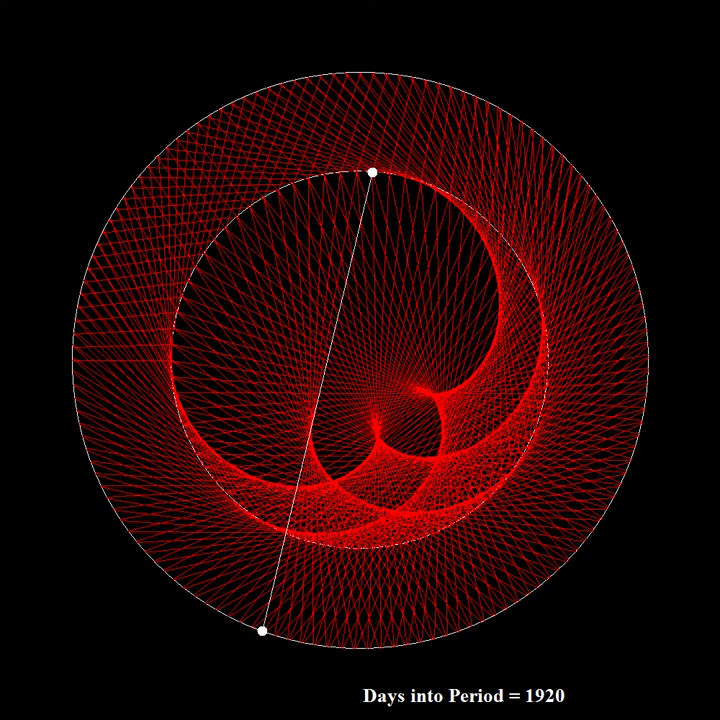 Days into Period = 1920